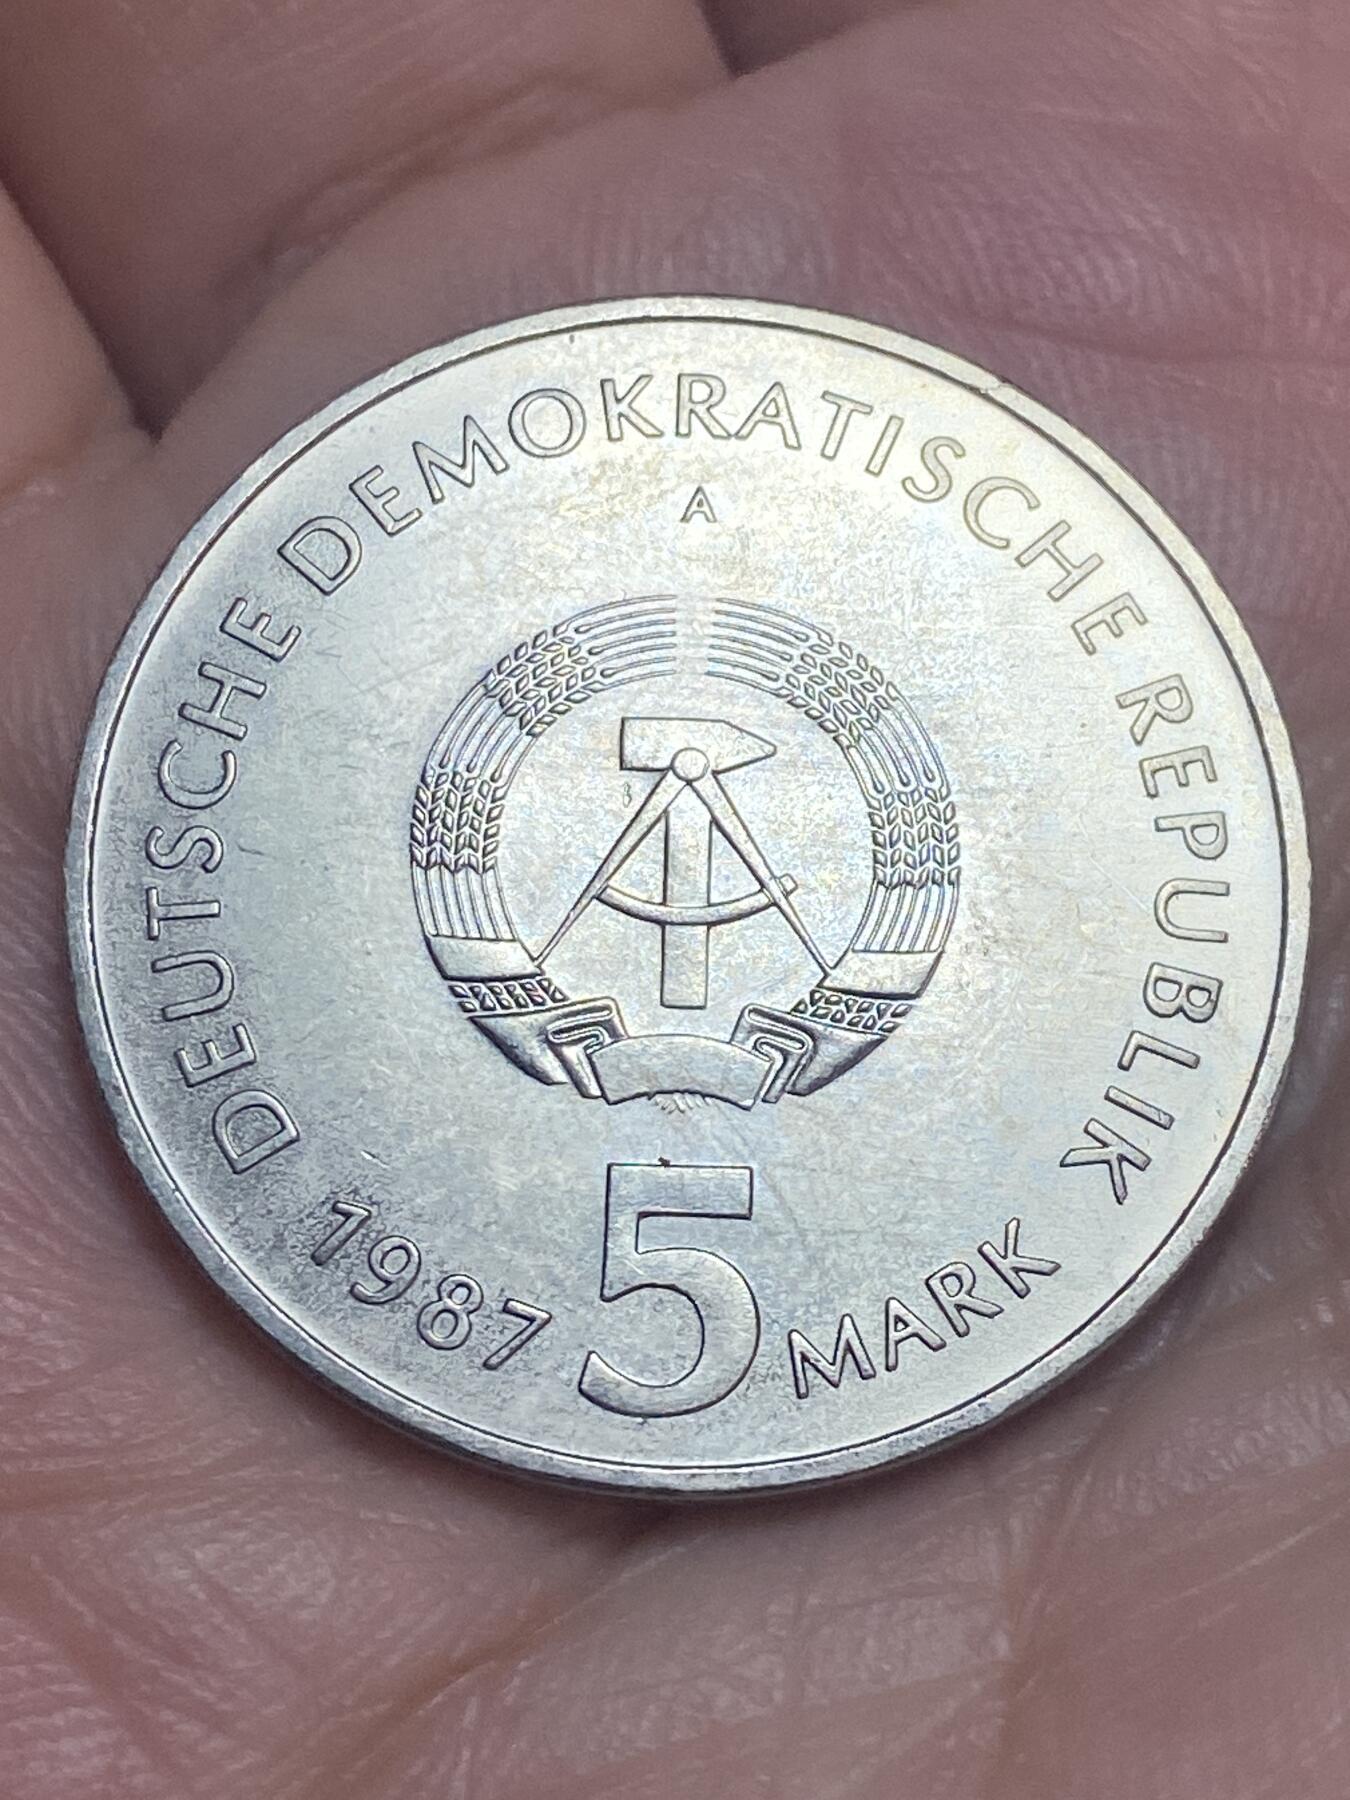 DEUTSCHE DEMOKRATISCHE REPUBLIK
A
1987 5 MARK